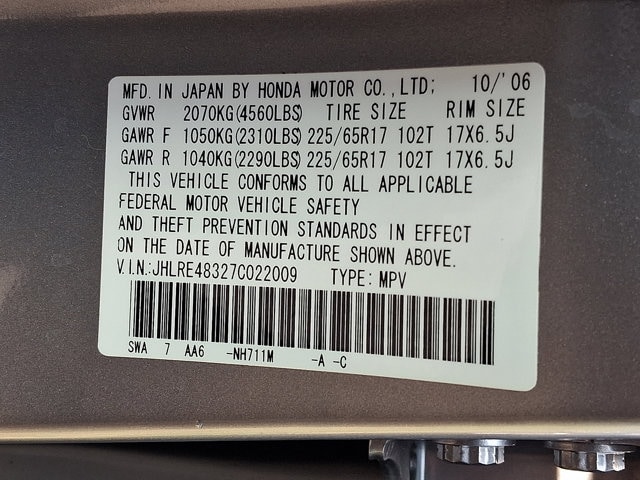 MFD. IN JAPAN BY HONDA MOTOR CO.,LTD; 10/'06
GVWR 2070KG(4560LBS) TIRE SIZE RIM SIZE
GAWR F 1050KG(2310LBS) 225/65R17 102T 17X6.5J
GAWR R 1040KG(2290LBS) 225/65R17 102T 17X6.5J
THIS VEHICLE CONFORMS TO ALL APPLICABLE
FEDERAL MOTOR VEHICLE SAFETY
AND THEFT PREVENTION STANDARDS IN EFFECT
ON THE DATE OF MANUFACTURE SHOWN ABOVE.
V.I.N.:JHLRE48327C022009 TYPE: MPV
SWA 7 AA6 -NH711M -A -C